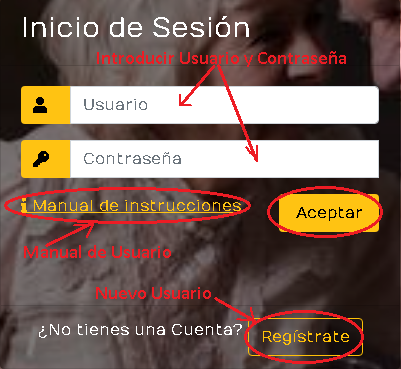 Inicio de Sesión
Introducir Usuario y Contraseña
Usuario
Contraseña
Manual de instrucciones
Aceptar
Manual de Usuario
Nuevo Usuario
¿No tienes una Cuenta? Regístrate